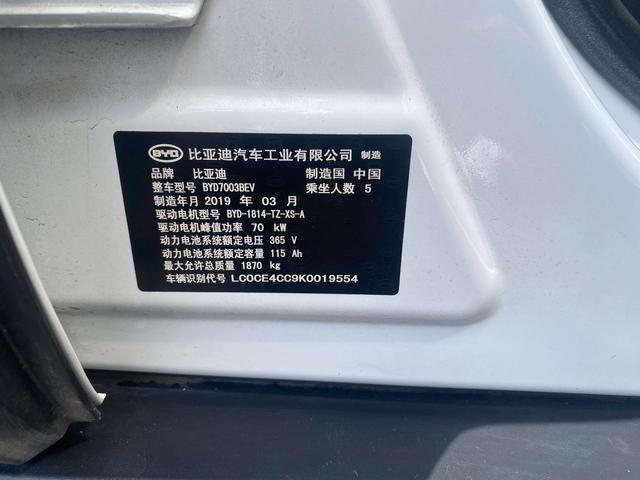 BYD 比亚迪汽车工业有限公司 制造
品牌 比亚迪 制造国 中国
整车型号 BYD7003BEV 乘坐人数 5
制造年月 2019 年 03 月
驱动电机型号 BYD-1814-TZ-XS-A
驱动电机峰值功率 70 kW
动力电池系统额定电压 365 V
动力电池系统额定容量 115 Ah
最大允许总质量 1870 kg
车辆识别代号 LC0CE4CC9K0019554